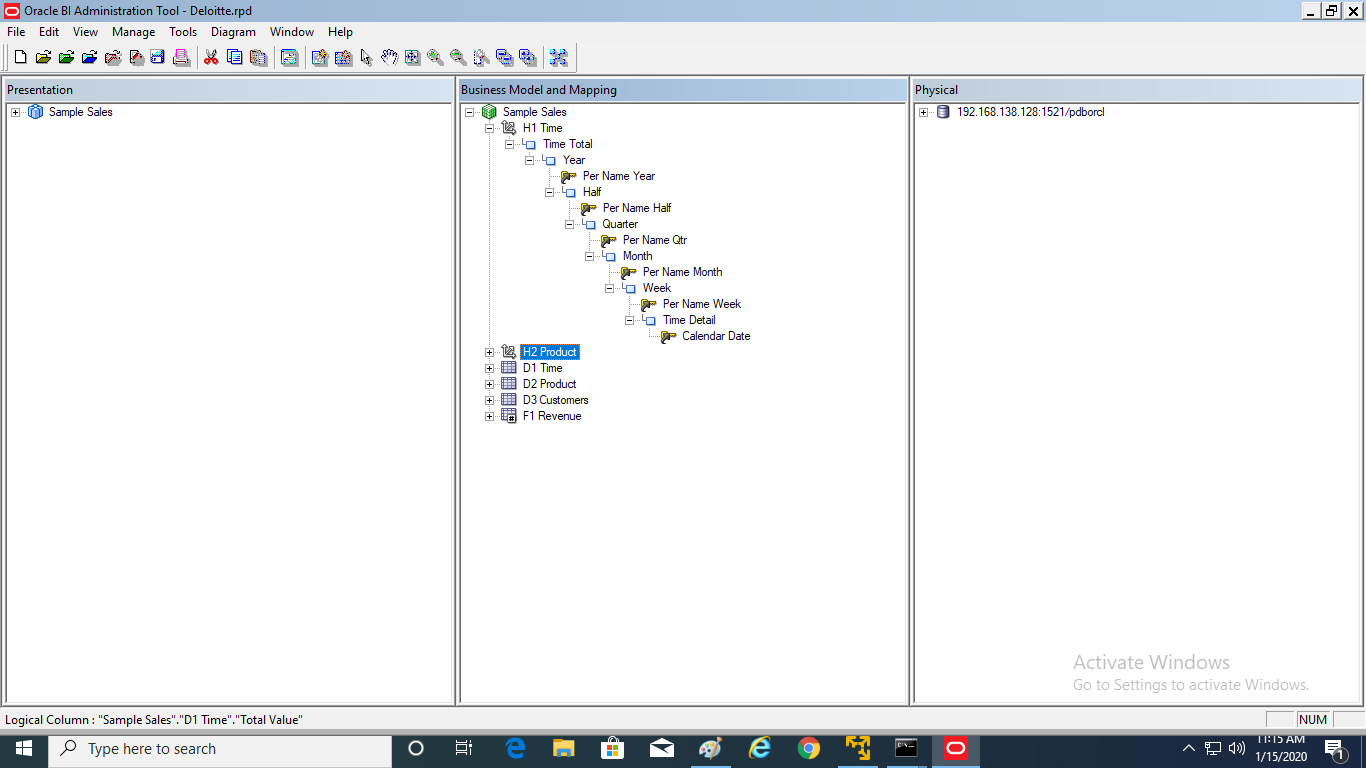 Oracle BI Administration Tool - Deloitte.rpd
File Edit View Manage Tools Diagram Window Help
Presentation
Sample Sales
Business Model and Mapping
Sample Sales
H1 Time
Time Total
Year
Per Name Year
Half
Per Name Half
Quarter
Per Name Qtr
Month
Per Name Month
Week
Per Name Week
Time Detail
Calendar Date
H2 Product
D1 Time
D2 Product
D3 Customers
F1 Revenue
Physical
192.168.138.128:1521/pdborcl
Activate Windows
Go to Settings to activate Windows.
Logical Column : "Sample Sales"."D1 Time"."Total Value"
NUM
Type here to search
11:15 AM
1/15/2020
1